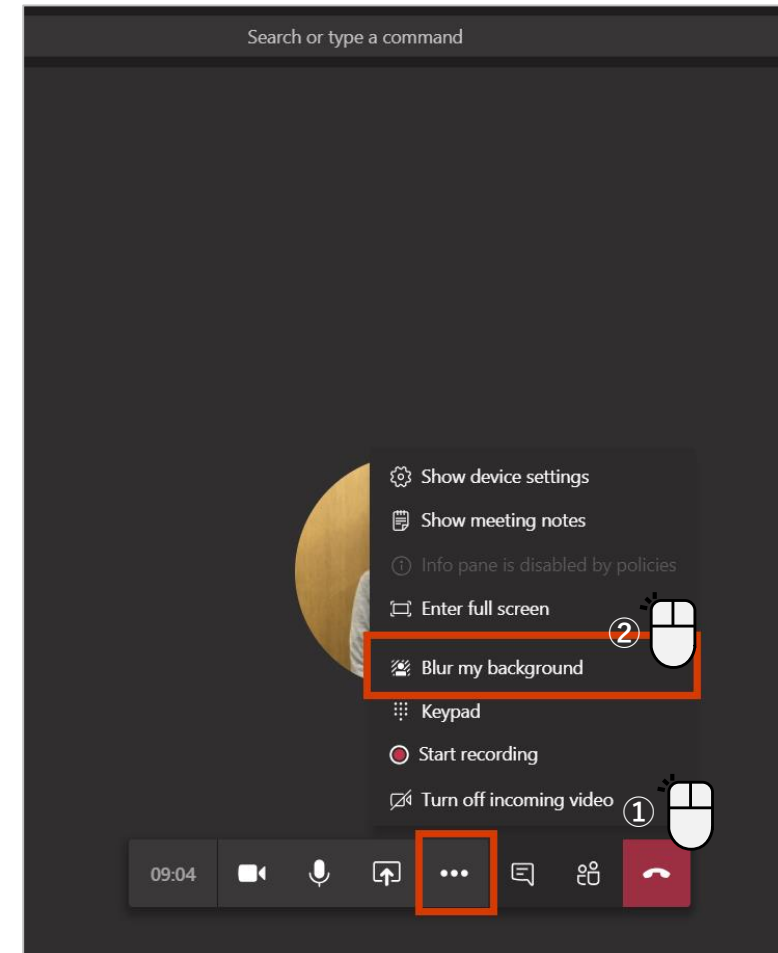 Search or type a command
Show device settings
Show meeting notes
Info pane is disabled by policies
Enter full screen
②
Blur my background
Keypad
Start recording
Turn off incoming video
①
09:04